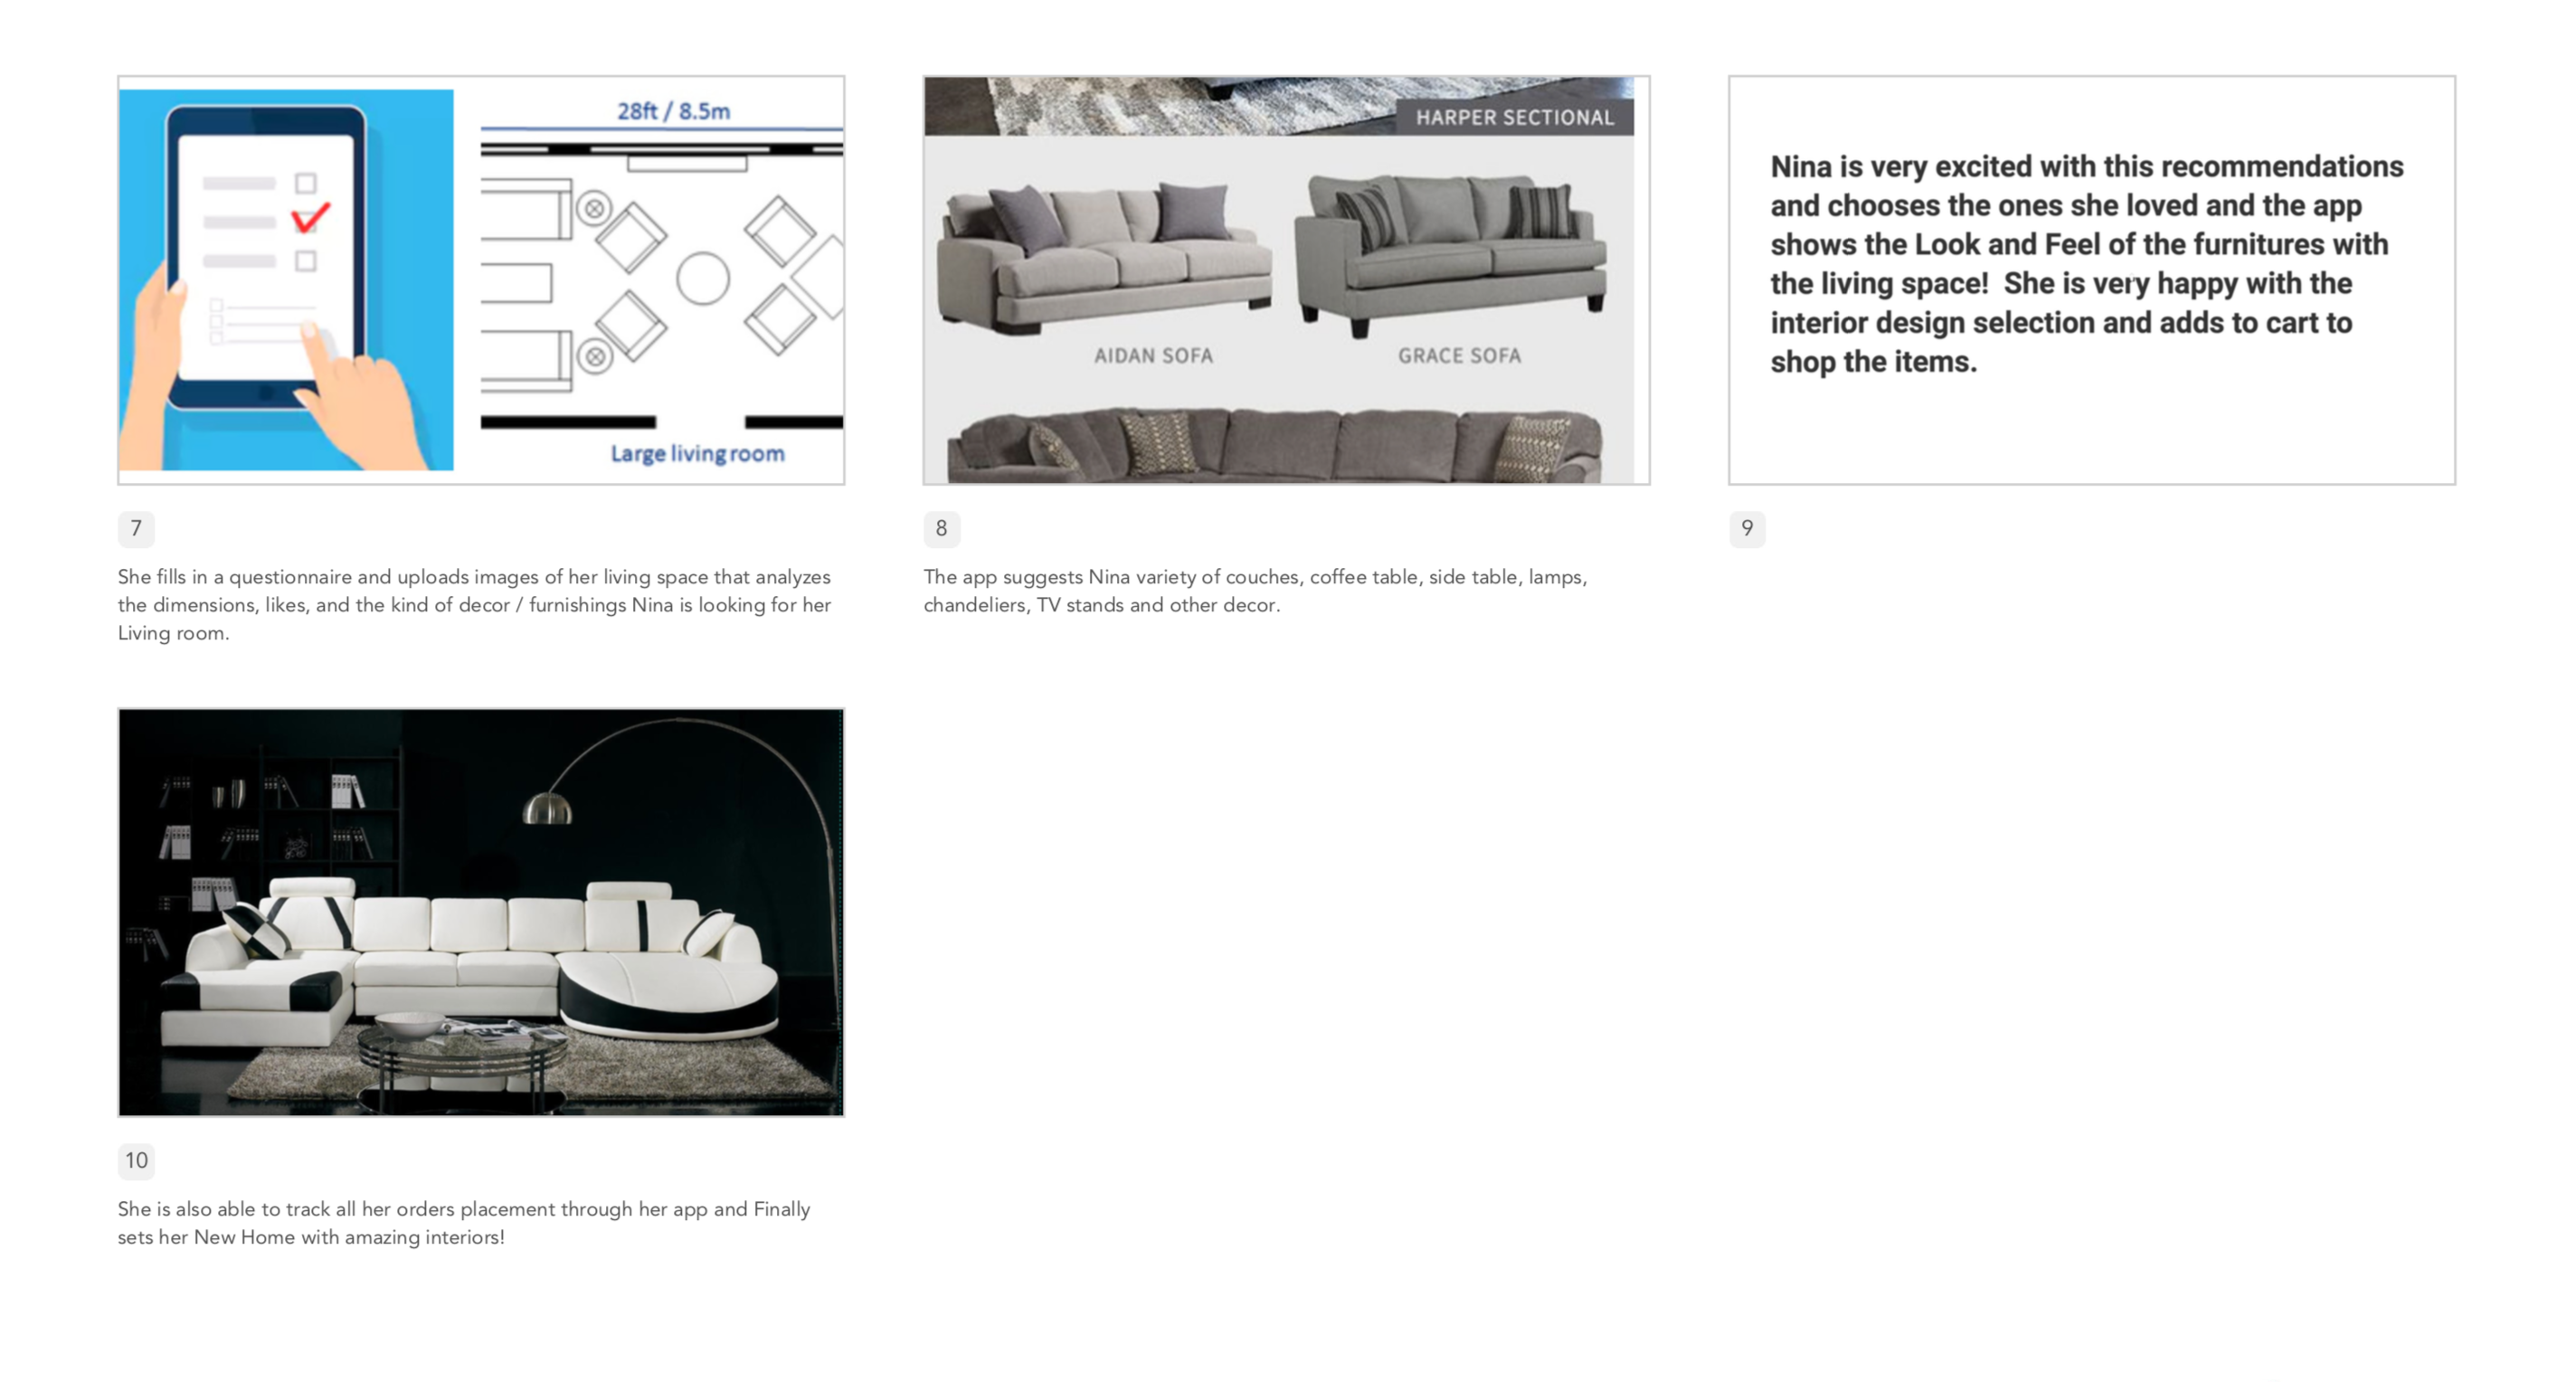 28ft / 8.5m
Large living room
HARPER SECTIONAL
AIDAN SOFA
GRACE SOFA
Nina is very excited with this recommendations
and chooses the ones she loved and the app
shows the Look and Feel of the furnitures with
the living space!  She is very happy with the
interior design selection and adds to cart to
shop the items.
7
She fills in a questionnaire and uploads images of her living space that analyzes
the dimensions, likes, and the kind of decor / furnishings Nina is looking for her
Living room.
8
The app suggests Nina variety of couches, coffee table, side table, lamps,
chandeliers, TV stands and other decor.
9
10
She is also able to track all her orders placement through her app and Finally
sets her New Home with amazing interiors!